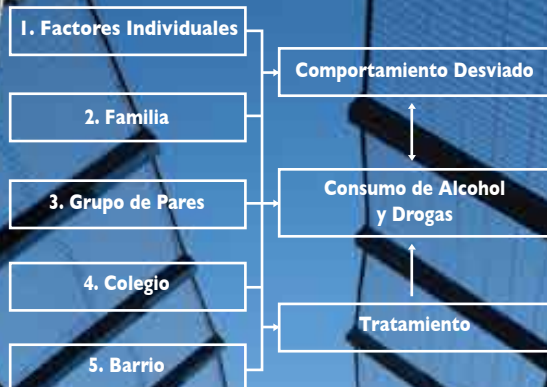 1. Factores Individuales
2. Familia
3. Grupo de Pares
4. Colegio
5. Barrio
Comportamiento Desviado
Consumo de Alcohol
y Drogas
Tratamiento